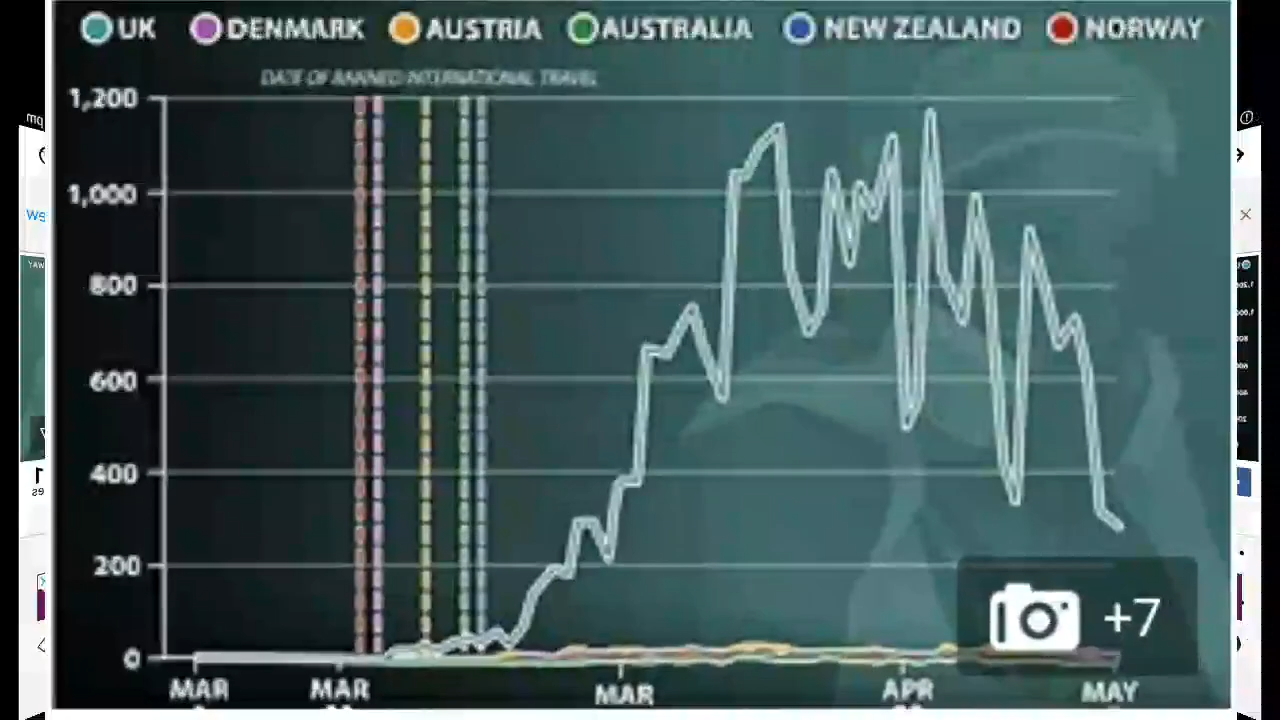 UK DENMARK AUSTRIA AUSTRALIA NEW ZEALAND NORWAY
DATE OF BANNED INTERNATIONAL TRAVEL
1,200
1,000
800
600
400
200
0
MAR MAR MAR APR MAY
+7